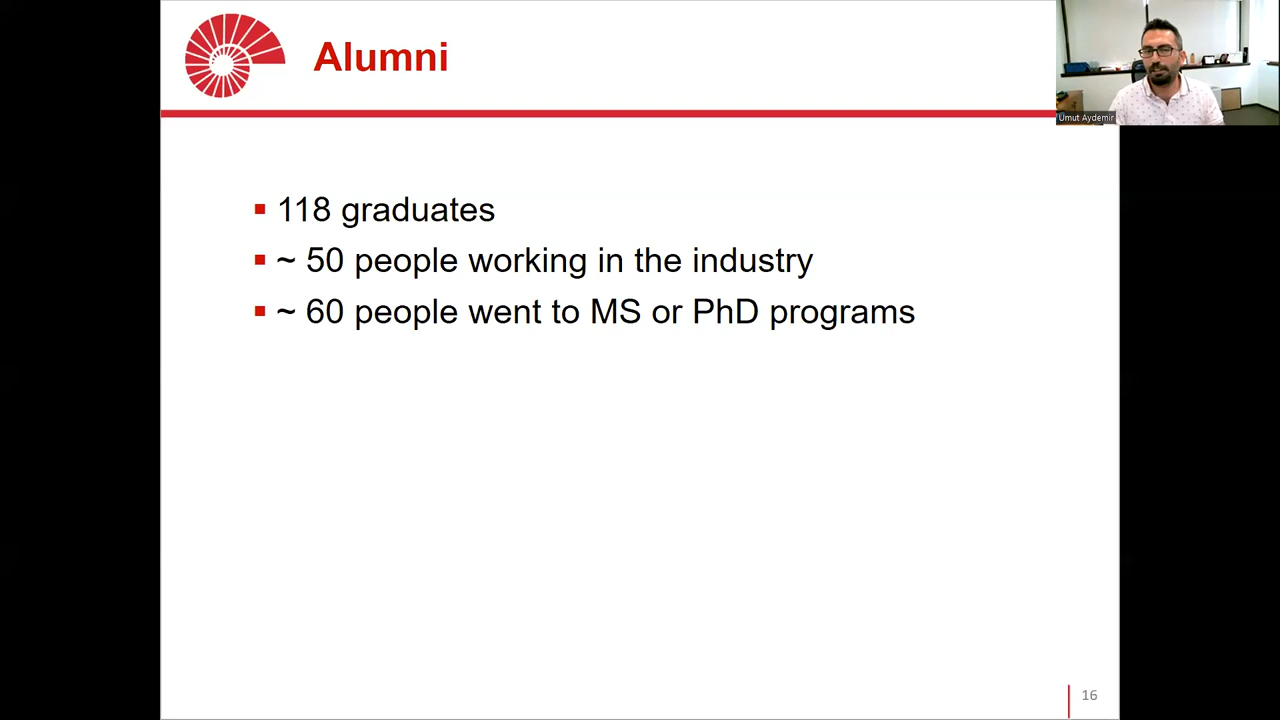 Alumni
Umut Aydemir
▪ 118 graduates
▪ ~ 50 people working in the industry
▪ ~ 60 people went to MS or PhD programs
16